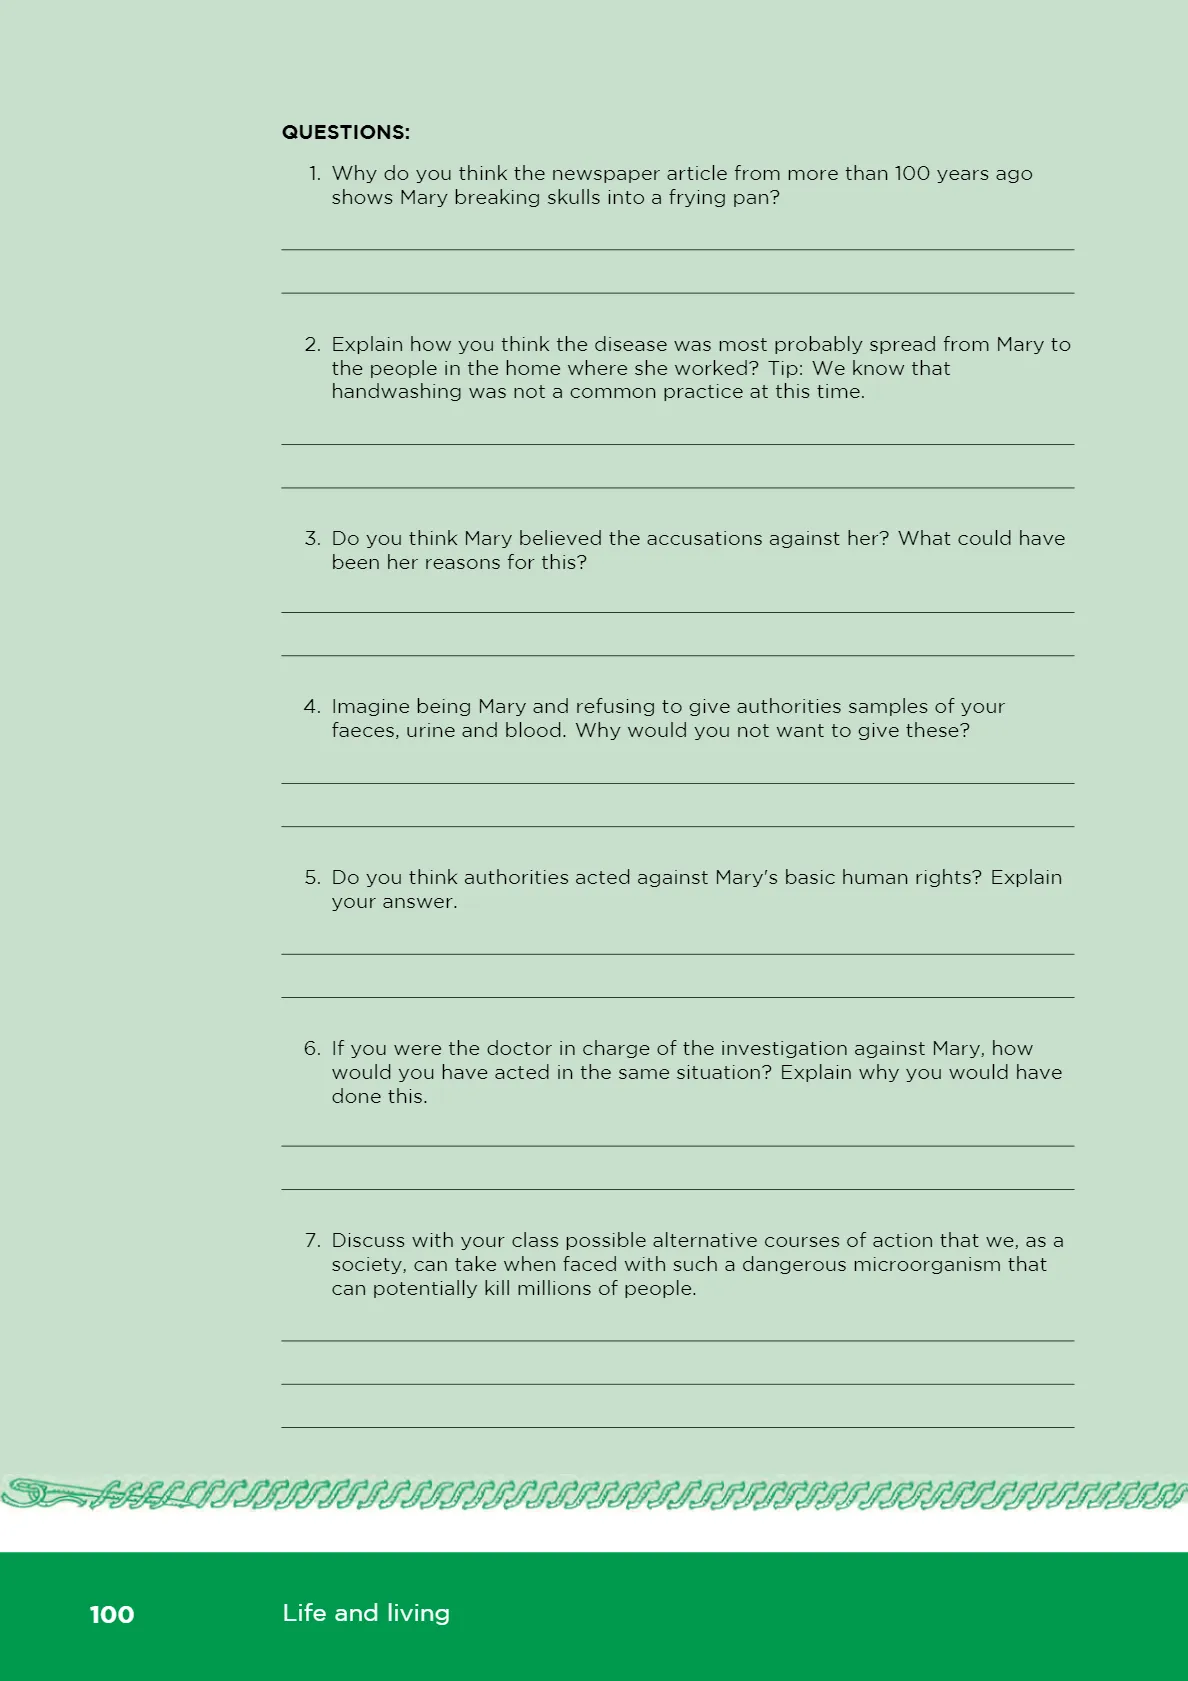 QUESTIONS:
1. Why do you think the newspaper article from more than 100 years ago
shows Mary breaking skulls into a frying pan?
2. Explain how you think the disease was most probably spread from Mary to
the people in the home where she worked? Tip: We know that
handwashing was not a common practice at this time.
3. Do you think Mary believed the accusations against her? What could have
been her reasons for this?
4. Imagine being Mary and refusing to give authorities samples of your
faeces, urine and blood. Why would you not want to give these?
5. Do you think authorities acted against Mary's basic human rights? Explain
your answer.
6. If you were the doctor in charge of the investigation against Mary, how
would you have acted in the same situation? Explain why you would have
done this.
7. Discuss with your class possible alternative courses of action that we, as a
society, can take when faced with such a dangerous microorganism that
can potentially kill millions of people.
100 Life and living